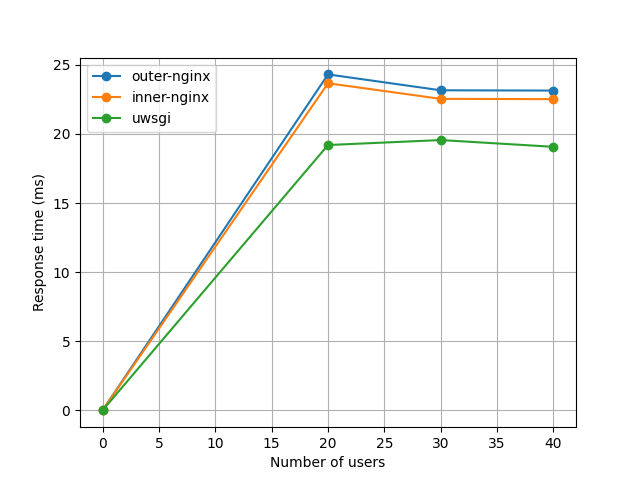 outer-nginx
inner-nginx
uwsgi
25
20
15
10
5
0
Response time (ms)
0 5 10 15 20 25 30 35 40
Number of users